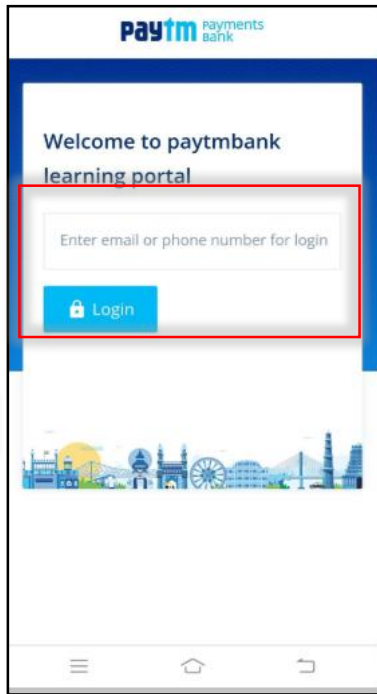 Paytm Payments
Bank
Welcome to paytmbank
learning portal
Enter email or phone number for login
Login